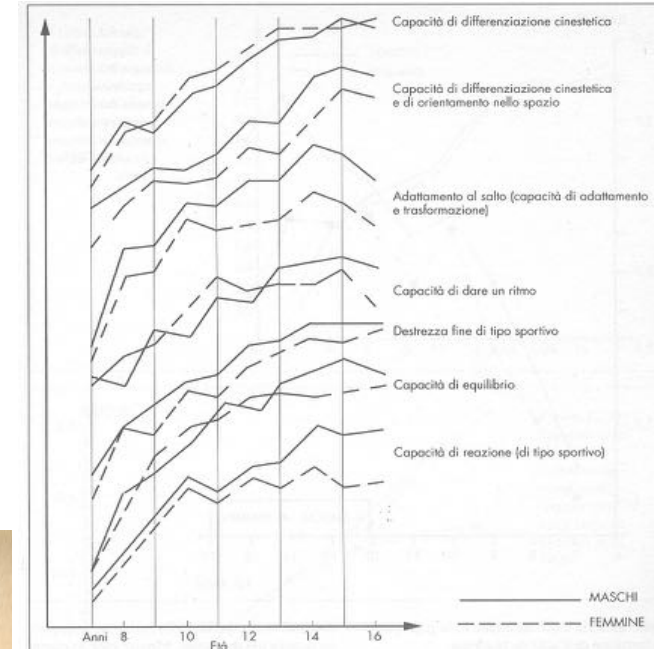 Capacità di differenziazione cinestetica
Capacità di differenziazione cinestetica
e di orientamento nello spazio
Adattamento al salto (capacità di adattamento
e trasformazione)
Capacità di dare un ritmo
Destrezza fine di tipo sportivo
Capacità di equilibrio
Capacità di reazione (di tipo sportivo)
MASCHI
FEMMINE
Anni 8 10 11 12 14 16
Età